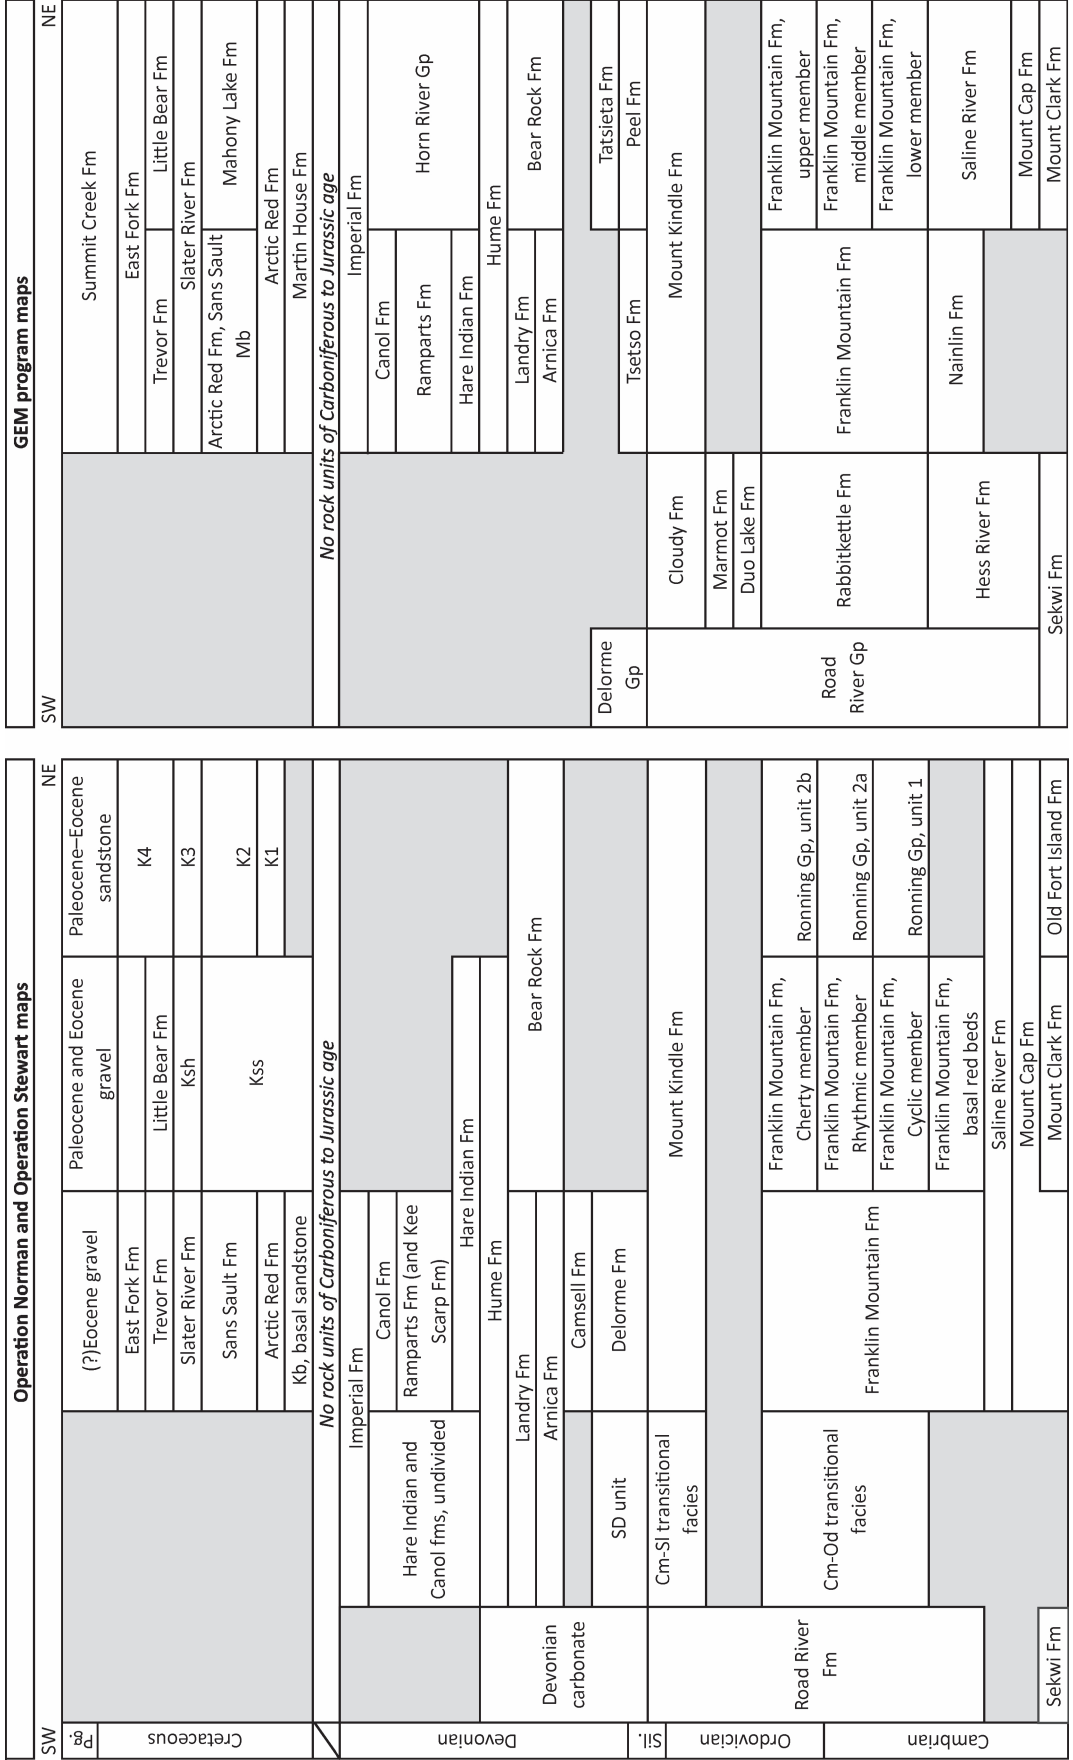 Operation Norman and Operation Stewart maps
SW
NE
Pg.
Cretaceous
Devonian
Sil.
Ordovician
Cambrian
(?)Eocene gravel
Paleocene and Eocene
gravel
Paleocene–Eocene
sandstone
East Fork Fm
K4
Trevor Fm
Little Bear Fm
Slater River Fm
Ksh
K3
Sans Sault Fm
Kss
K2
Arctic Red Fm
K1
Kb, basal sandstone
No rock units of Carboniferous to Jurassic age
Imperial Fm
Hare Indian and
Canol fms, undivided
Canol Fm
Ramparts Fm (and Kee
Scarp Fm)
Hare Indian Fm
Devonian
carbonate
Hume Fm
Landry Fm
Bear Rock Fm
Arnica Fm
Camsell Fm
SD unit
Delorme Fm
Road River
Fm
Cm-Sl transitional
facies
Mount Kindle Fm
Cm-Od transitional
facies
Franklin Mountain Fm
Franklin Mountain Fm,
Cherty member
Ronning Gp, unit 2b
Franklin Mountain Fm,
Rhythmic member
Ronning Gp, unit 2a
Franklin Mountain Fm,
Cyclic member
Ronning Gp, unit 1
Franklin Mountain Fm,
basal red beds
Saline River Fm
Mount Cap Fm
Sekwi Fm
Mount Clark Fm
Old Fort Island Fm
GEM program maps
SW
NE
Summit Creek Fm
East Fork Fm
Trevor Fm
Little Bear Fm
Slater River Fm
Arctic Red Fm, Sans Sault
Mb
Mahony Lake Fm
Arctic Red Fm
Martin House Fm
No rock units of Carboniferous to Jurassic age
Imperial Fm
Canol Fm
Horn River Gp
Ramparts Fm
Hare Indian Fm
Hume Fm
Landry Fm
Bear Rock Fm
Arnica Fm
Delorme
Gp
Tatsieta Fm
Tsetso Fm
Peel Fm
Road
River Gp
Cloudy Fm
Mount Kindle Fm
Marmot Fm
Duo Lake Fm
Rabbitkettle Fm
Franklin Mountain Fm
Franklin Mountain Fm,
upper member
Franklin Mountain Fm,
middle member
Franklin Mountain Fm,
lower member
Hess River Fm
Nainlin Fm
Saline River Fm
Mount Cap Fm
Sekwi Fm
Mount Clark Fm